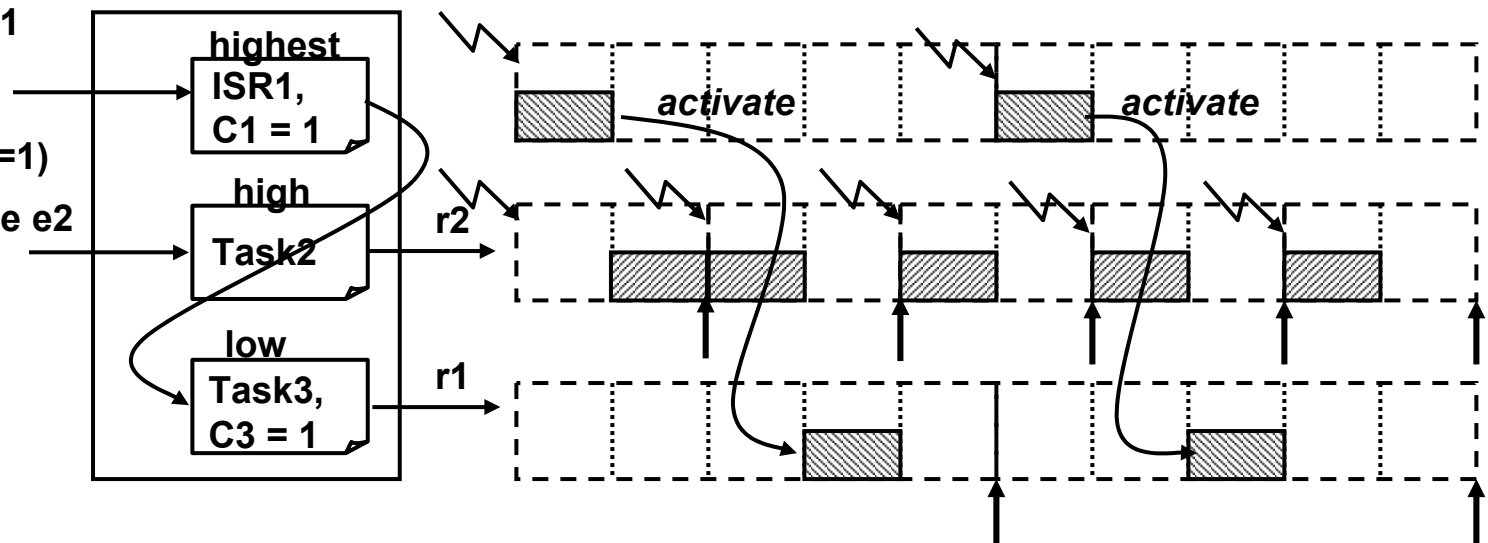 1
highest
ISR1,
C1 = 1
=1)
e e2
high
Task2
r2
low
Task3,
C3 = 1
r1
activate
activate